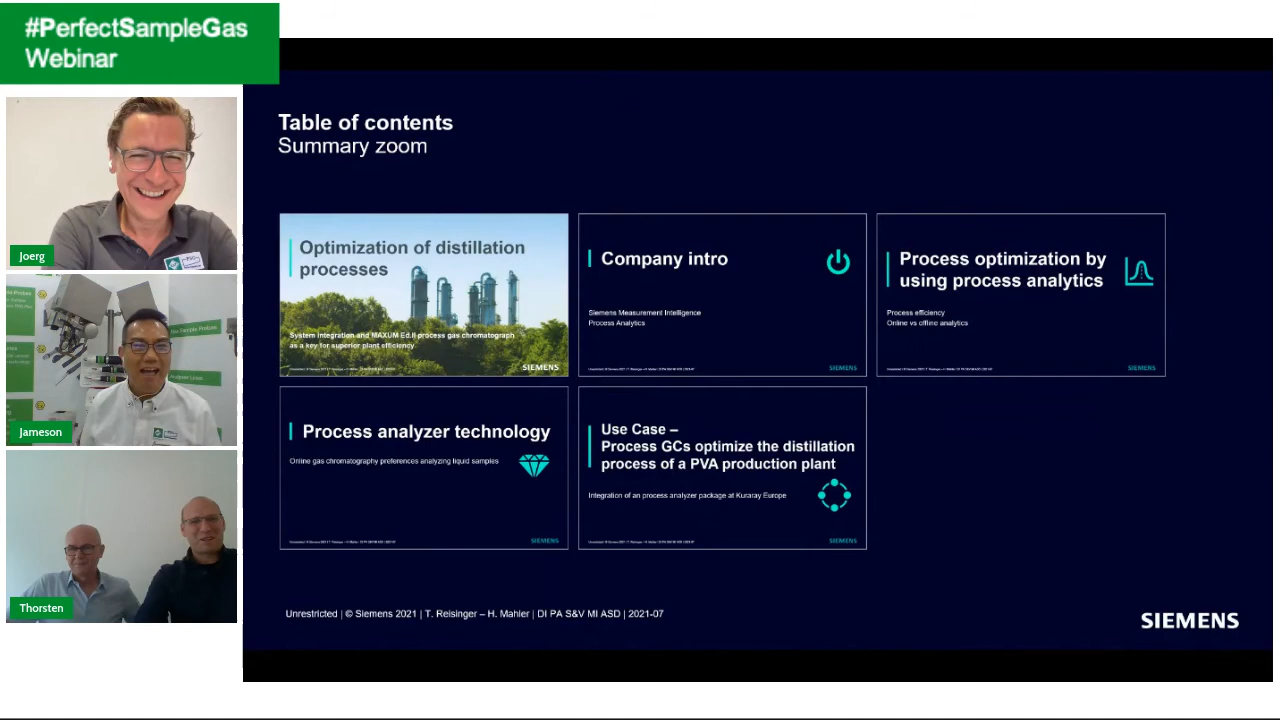 #PerfectSampleGas
Webinar
Joerg
Jameson
Thorsten
Table of contents
Summary zoom
Optimization of distillation
processes
System integration and MAXUM Ed.II process gas chromatograph
as a key for superior plant efficiency
SIEMENS
Company intro
Siemens Measurement Intelligence
Process Analytics
SIEMENS
Process optimization by
using process analytics
Process efficiency
Online vs offline analytics
SIEMENS
Process analyzer technology
Online gas chromatography preferences analyzing liquid samples
SIEMENS
Use Case –
Process GCs optimize the distillation
process of a PVA production plant
Integration of an process analyzer package at Kuraray Europe
SIEMENS
Unrestricted | © Siemens 2021 | T. Reisinger – H. Mahler | DI PA S&V MI ASD | 2021-07
SIEMENS